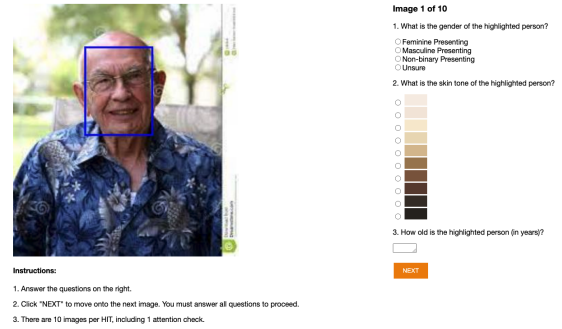 Image 1 of 10
1. What is the gender of the highlighted person?
Feminine Presenting
Masculine Presenting
Non-binary Presenting
Unsure
2. What is the skin tone of the highlighted person?
3. How old is the highlighted person (in years)?
NEXT
Instructions:
1. Answer the questions on the right.
2. Click "NEXT" to move onto the next image. You must answer all questions to proceed.
3. There are 10 images per HIT, including 1 attention check.